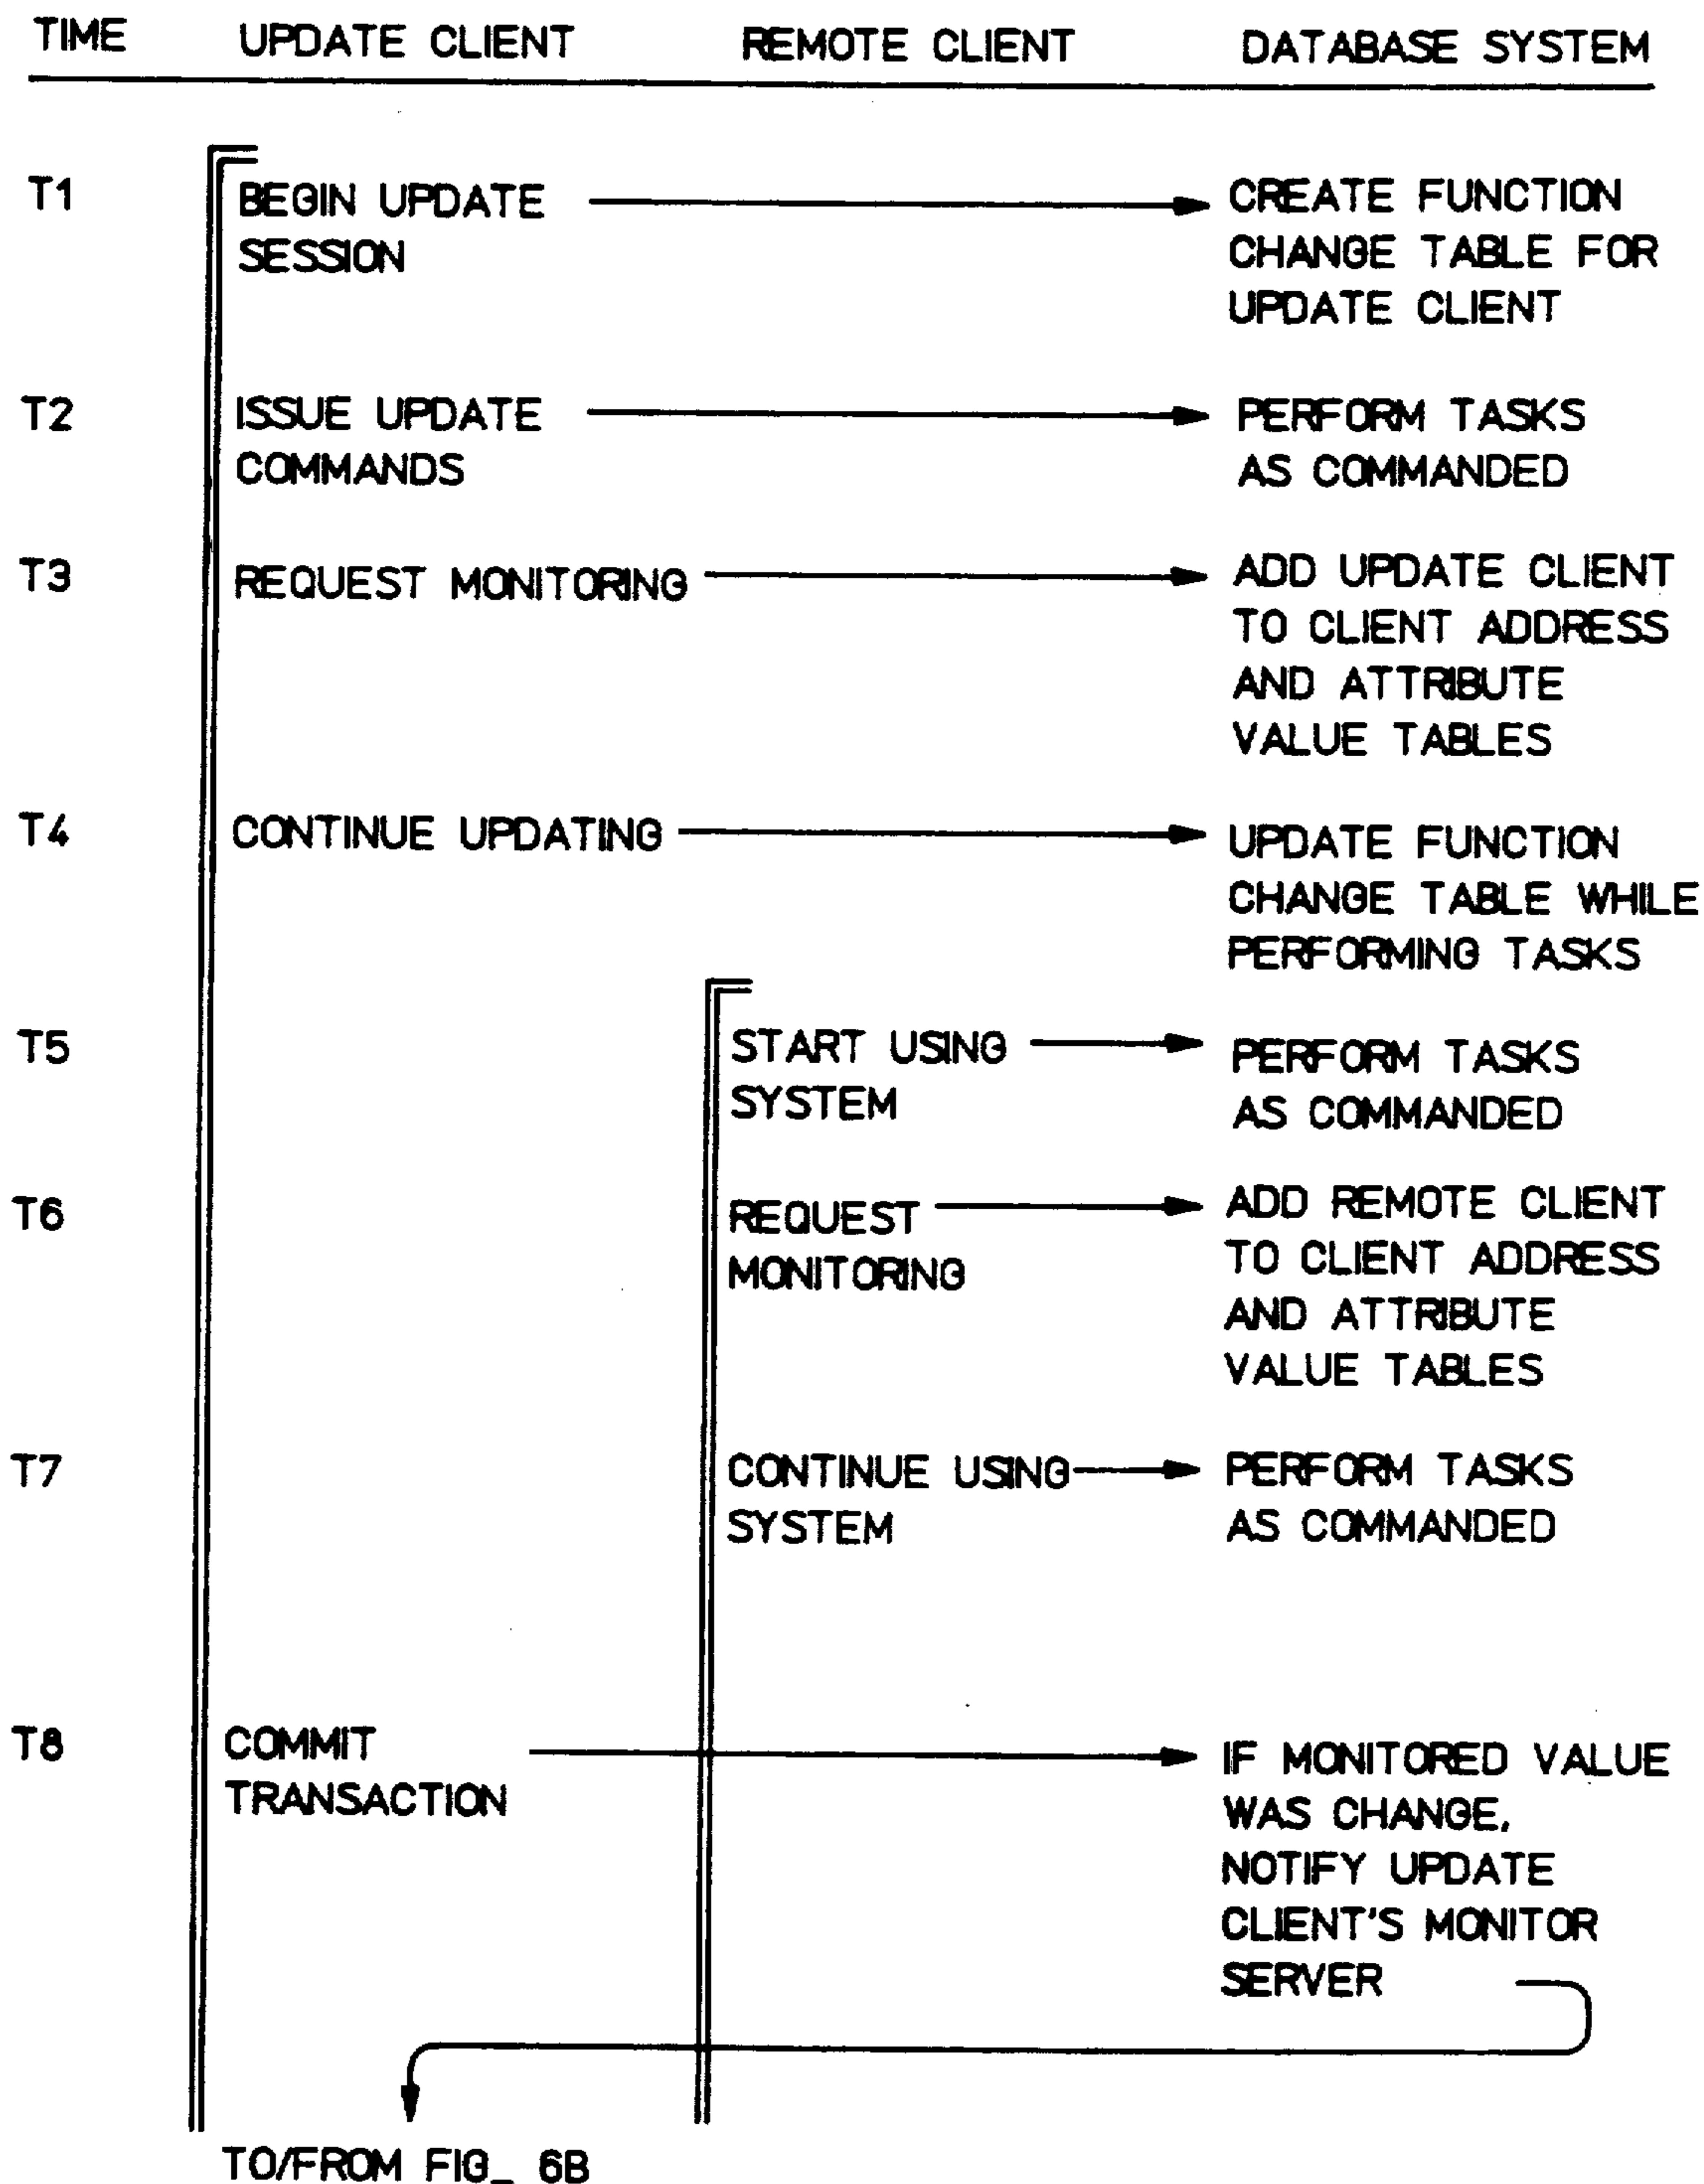 TIME UPDATE CLIENT REMOTE CLIENT DATABASE SYSTEM
T1 BEGIN UPDATE CREATE FUNCTION
SESSION CHANGE TABLE FOR
UPDATE CLIENT
T2 ISSUE UPDATE PERFORM TASKS
COMMANDS AS COMMANDED
T3 REQUEST MONITORING ADD UPDATE CLIENT
TO CLIENT ADDRESS
AND ATTRIBUTE
VALUE TABLES
T4 CONTINUE UPDATING UPDATE FUNCTION
CHANGE TABLE WHILE
PERFORMING TASKS
T5 START USING PERFORM TASKS
SYSTEM AS COMMANDED
T6 REQUEST ADD REMOTE CLIENT
MONITORING TO CLIENT ADDRESS
AND ATTRIBUTE
VALUE TABLES
T7 CONTINUE USING PERFORM TASKS
SYSTEM AS COMMANDED
T8 COMMIT IF MONITORED VALUE
TRANSACTION WAS CHANGE,
NOTIFY UPDATE
CLIENT'S MONITOR
SERVER
TO/FROM FIG_ 6B